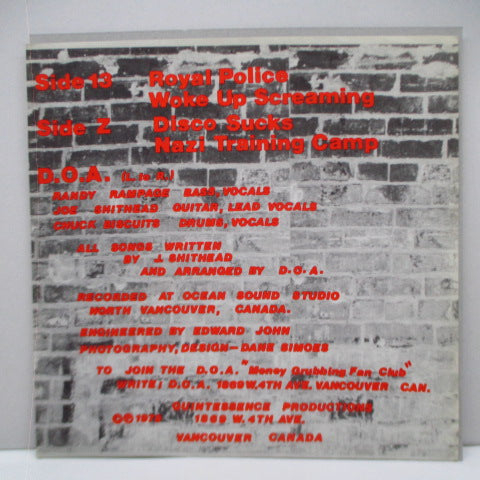 Side 13 Royal Police
Woke Up Screaming
Side Z Disco Sucks
Nazi Training Camp
D.O.A. (L. to R.)
RANDY RAMPAGE BASS, VOCALS
JOE SHITHEAD GUITAR, LEAD VOCALS
CHUCK BISCUITS DRUMS, VOCALS
ALL SONGS WRITTEN
BY J. SHITHEAD
AND ARRANGED BY D.O.A.
RECORDED AT OCEAN SOUND STUDIO
NORTH VANCOUVER, CANADA.
ENGINEERED BY EDWARD JOHN
PHOTOGRAPHY, DESIGN-DANE SIMOES
TO JOIN THE D.O.A. "Money Grubbing Fan Club"
WRITE: D.O.A. 1869 W. 4TH AVE. VANCOUVER CAN.
QUINTESSENCE PRODUCTIONS
©℗1978 1869 W. 4TH AVE.
VANCOUVER CANADA